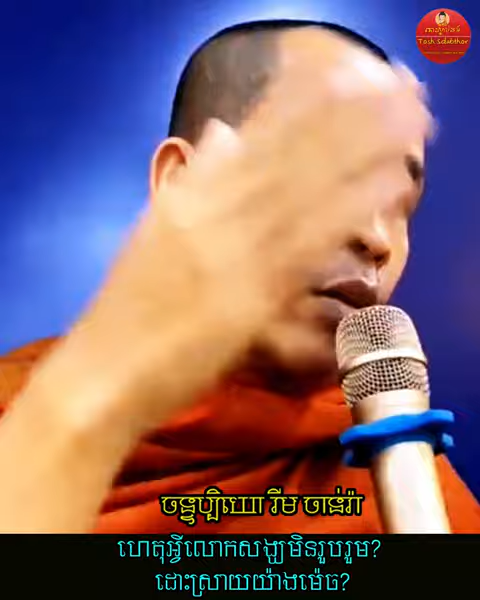 Tosh Sdabthor
ចន្ទប្បិយោ រីម ចាន់រ៉ា
ហេតុអ្វីលោកសង្ឃមិនរួបរួម?
ដោះស្រាយយ៉ាងម៉េច?